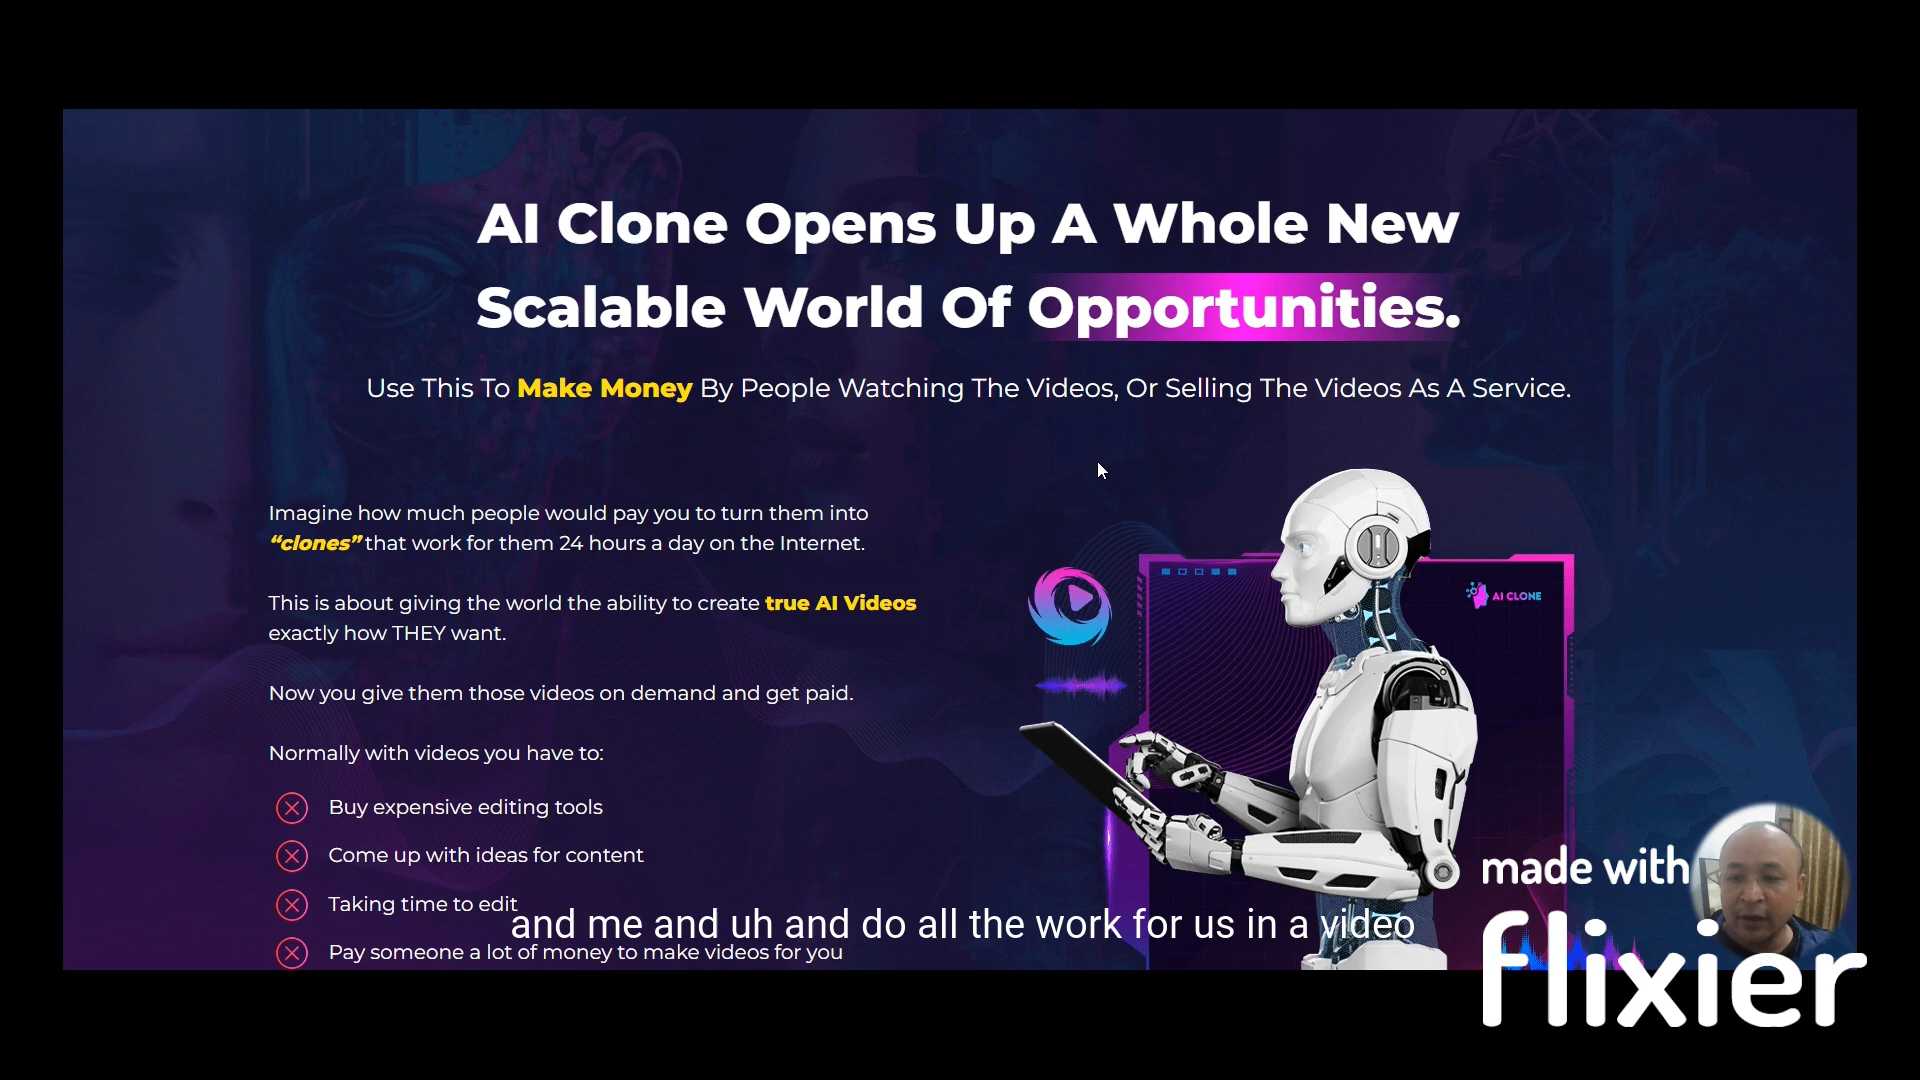 AI Clone Opens Up A Whole New
Scalable World Of Opportunities.
Use This To Make Money By People Watching The Videos, Or Selling The Videos As A Service.
Imagine how much people would pay you to turn them into
“clones” that work for them 24 hours a day on the Internet.
This is about giving the world the ability to create true AI Videos
exactly how THEY want.
Now you give them those videos on demand and get paid.
Normally with videos you have to:
Buy expensive editing tools
Come up with ideas for content
Taking time to edit
Pay someone a lot of money to make videos for you
AI CLONE
and me and uh and do all the work for us in a video
made with
flixier